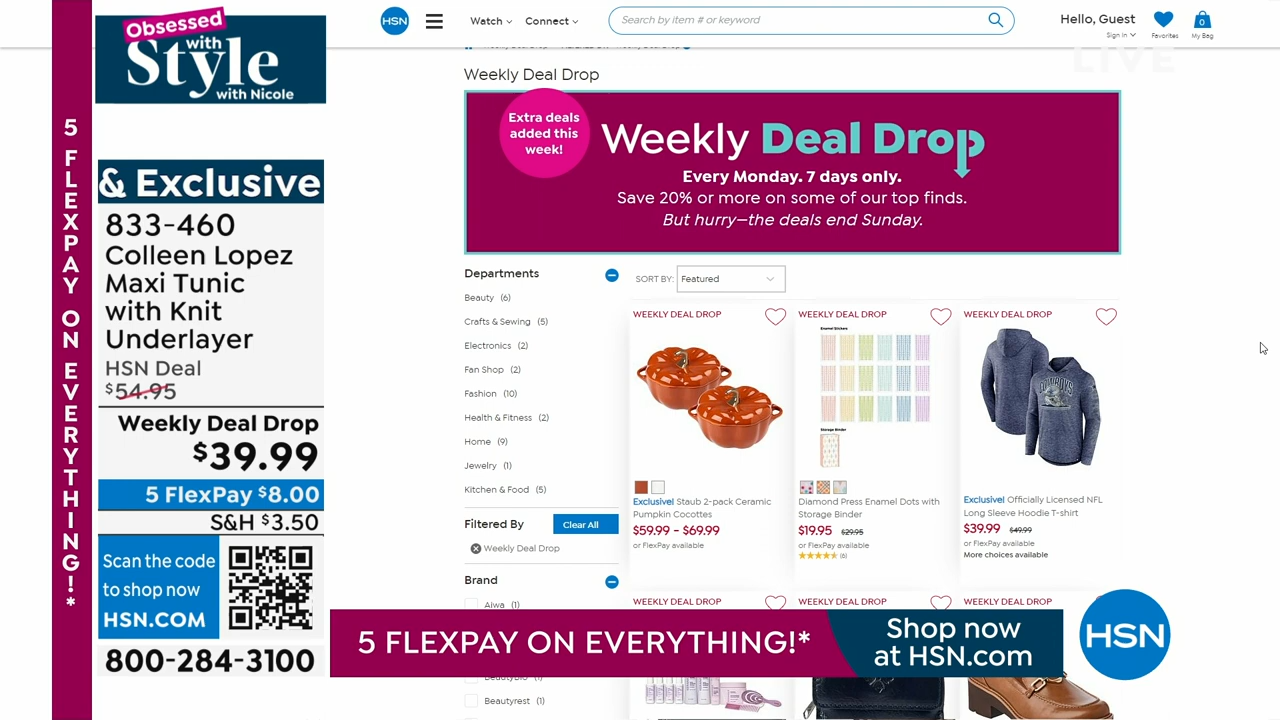 Obsessed
with
Style
with Nicole
5 FLEXPAY ON EVERYTHING!*
& Exclusive
833-460
Colleen Lopez
Maxi Tunic
with Knit
Underlayer
HSN Deal
$54.95
Weekly Deal Drop
$39.99
5 FlexPay $8.00
S&H $3.50
Scan the code
to shop now
HSN.COM
800-284-3100
HSN
Watch
Connect
Search by item # or keyword
Hello, Guest
Sign In
Favorites
0
My Bag
LIVE
Weekly Deal Drop
Extra deals
added this
week!
Weekly Deal Drop
Every Monday. 7 days only.
Save 20% or more on some of our top finds.
But hurry—the deals end Sunday.
Departments
Beauty (6)
Crafts & Sewing (5)
Electronics (2)
Fan Shop (2)
Fashion (10)
Health & Fitness (2)
Home (9)
Jewelry (1)
Kitchen & Food (5)
Filtered By
Clear All
Weekly Deal Drop
Brand
Aiwa (1)
Beautyrest (1)
SORT BY: Featured
WEEKLY DEAL DROP
Exclusive! Staub 2-pack Ceramic
Pumpkin Cocottes
$59.99 - $69.99
or FlexPay available
WEEKLY DEAL DROP
Enamel Stickers
Storage Binder
Diamond Press Enamel Dots with
Storage Binder
$19.95 $29.95
or FlexPay available
(6)
WEEKLY DEAL DROP
COWBOYS
Exclusive! Officially Licensed NFL
Long Sleeve Hoodie T-shirt
$39.99 $49.99
or FlexPay available
More choices available
WEEKLY DEAL DROP
WEEKLY DEAL DROP
WEEKLY DEAL DROP
5 FLEXPAY ON EVERYTHING!*
Shop now
at HSN.com
HSN